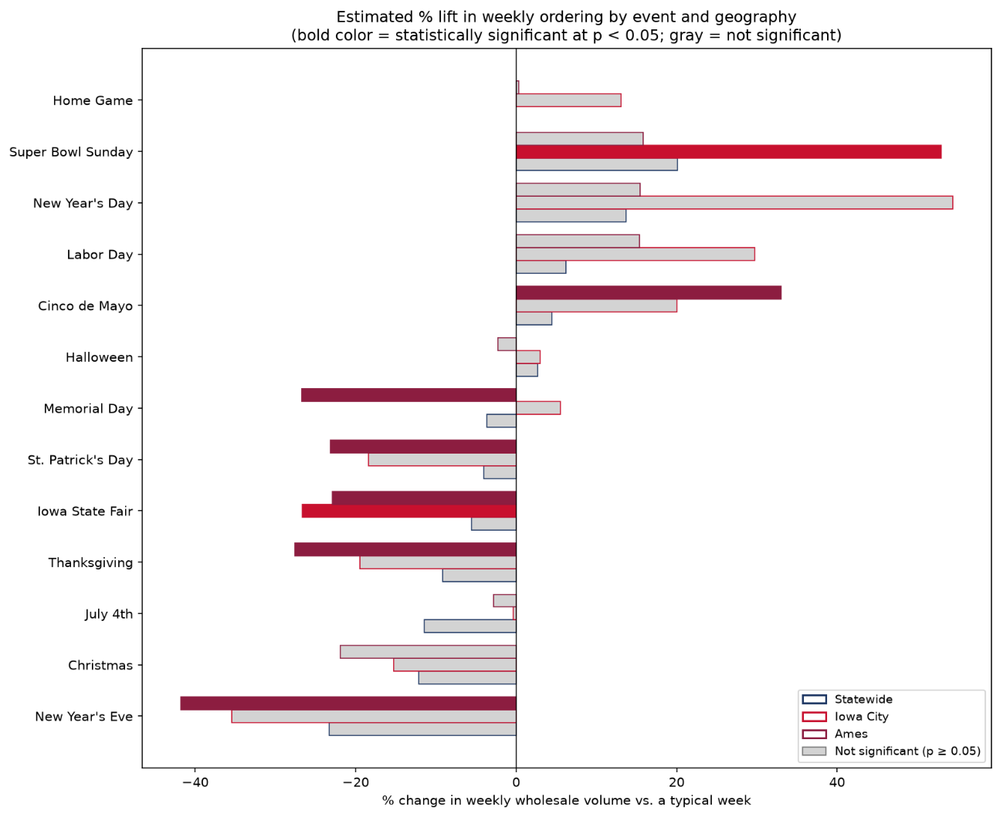 Estimated % lift in weekly ordering by event and geography
(bold color = statistically significant at p < 0.05; gray = not significant)
Home Game
Super Bowl Sunday
New Year's Day
Labor Day
Cinco de Mayo
Halloween
Memorial Day
St. Patrick's Day
Iowa State Fair
Thanksgiving
July 4th
Christmas
New Year's Eve
Statewide
Iowa City
Ames
Not significant (p ≥ 0.05)
−40 −20 0 20 40
% change in weekly wholesale volume vs. a typical week